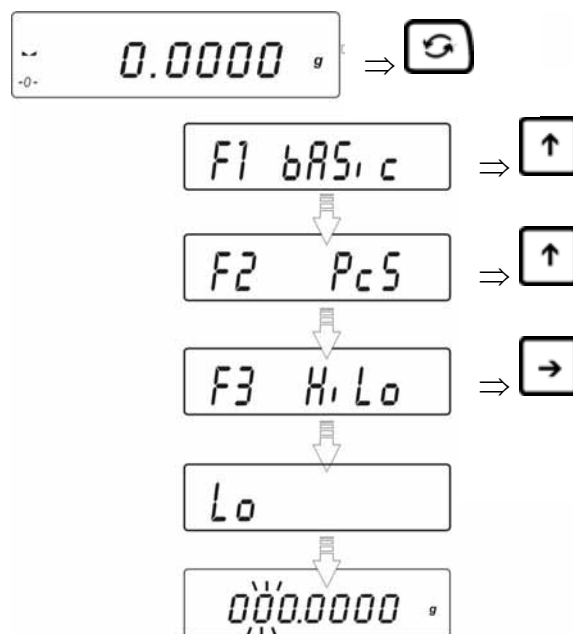 0.0000 g
-0-
F1 bASic
F2 PcS
F3 HiLo
Lo
000.0000 g